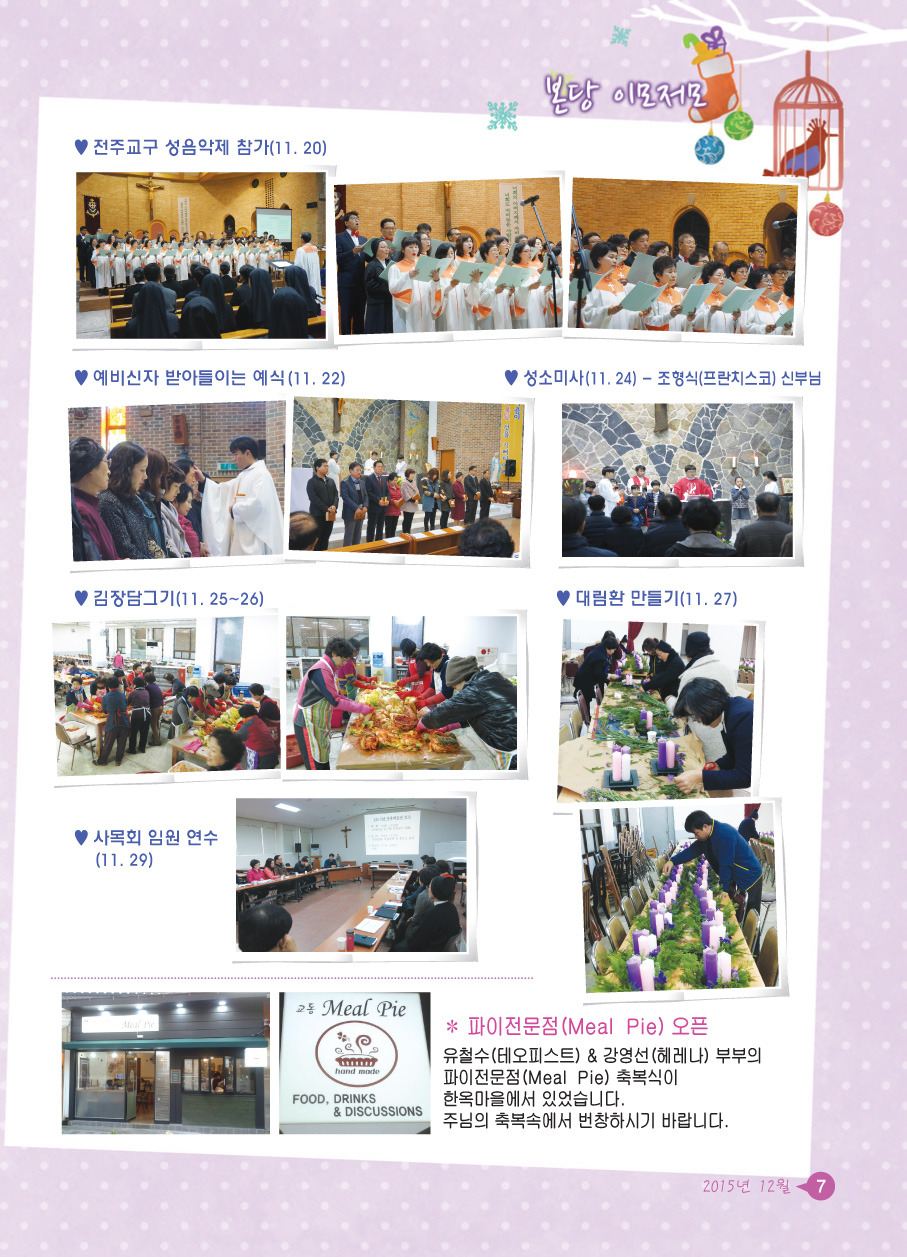 본당 이모저모
♥ 전주교구 성음악제 참가(11. 20)
♥ 예비신자 받아들이는 예식(11. 22)
♥ 성소미사(11. 24) – 조형식(프란치스코) 신부님
♥ 김장담그기(11. 25~26)
♥ 대림환 만들기(11. 27)
♥ 사목회 임원 연수
(11. 29)
Meal Pie
교동 Meal Pie
hand made
FOOD, DRINKS
& DISCUSSIONS
* 파이전문점(Meal Pie) 오픈
유철수(테오피스트) & 강영선(헤레나) 부부의
파이전문점(Meal Pie) 축복식이
한옥마을에서 있었습니다.
주님의 축복속에서 번창하시기 바랍니다.
2015년 12월 7